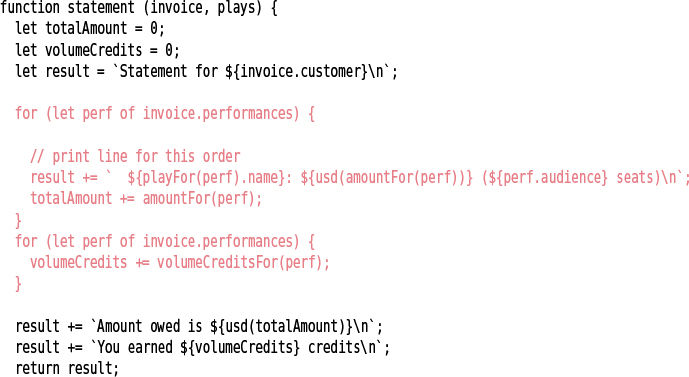 function statement (invoice, plays) {
  let totalAmount = 0;
  let volumeCredits = 0;
  let result = `Statement for ${invoice.customer}\n`;

  for (let perf of invoice.performances) {

    // print line for this order
    result += `  ${playFor(perf).name}: ${usd(amountFor(perf))} (${perf.audience} seats)\n`;
    totalAmount += amountFor(perf);
  }
  for (let perf of invoice.performances) {
    volumeCredits += volumeCreditsFor(perf);
  }

  result += `Amount owed is ${usd(totalAmount)}\n`;
  result += `You earned ${volumeCredits} credits\n`;
  return result;